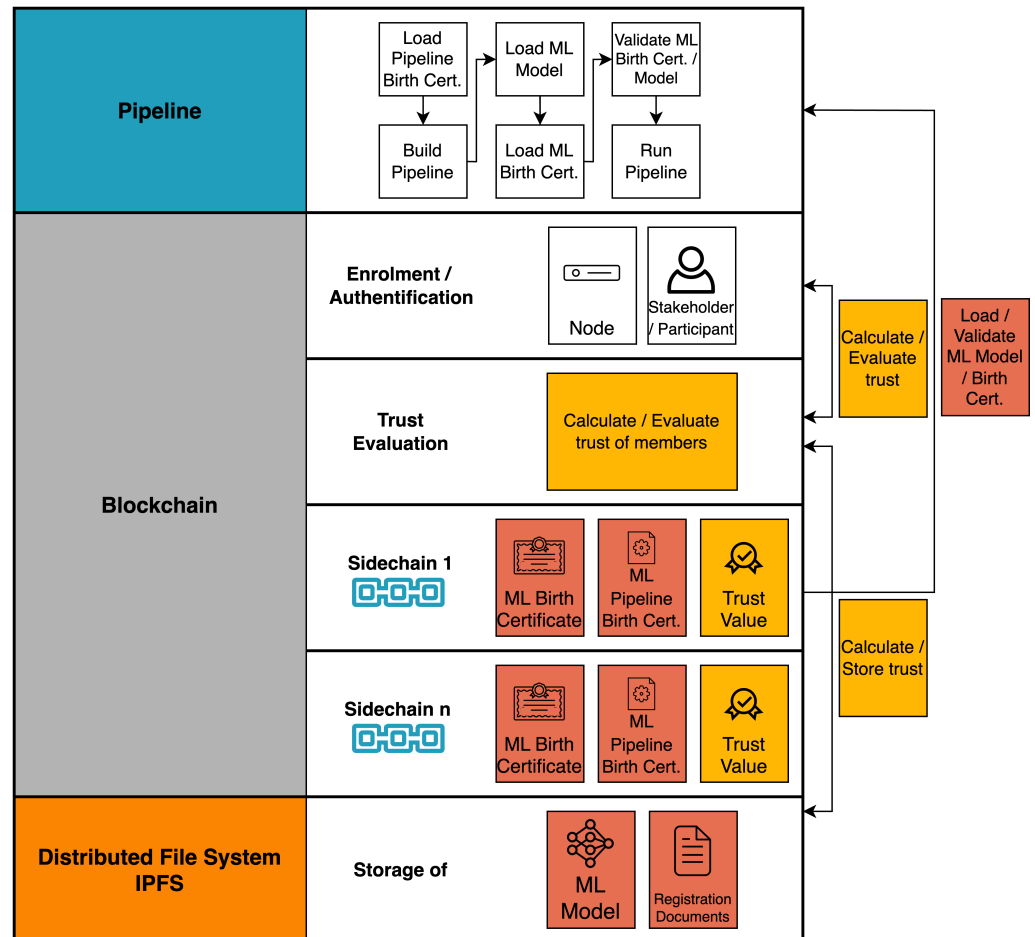 Pipeline
Load
Pipeline
Birth Cert.
Load ML
Model
Validate ML
Birth Cert. /
Model
Build
Pipeline
Load ML
Birth Cert.
Run
Pipeline
Blockchain
Enrolment /
Authentification
Node
Stakeholder
/ Participant
Trust
Evaluation
Calculate / Evaluate
trust of members
Sidechain 1
ML Birth
Certificate
ML
Pipeline
Birth Cert.
Trust
Value
Sidechain n
ML Birth
Certificate
ML
Pipeline
Birth Cert.
Trust
Value
Distributed File System
IPFS
Storage of
ML
Model
Registration
Documents
Calculate /
Evaluate
trust
Load /
Validate
ML Model
/ Birth
Cert.
Calculate /
Store trust